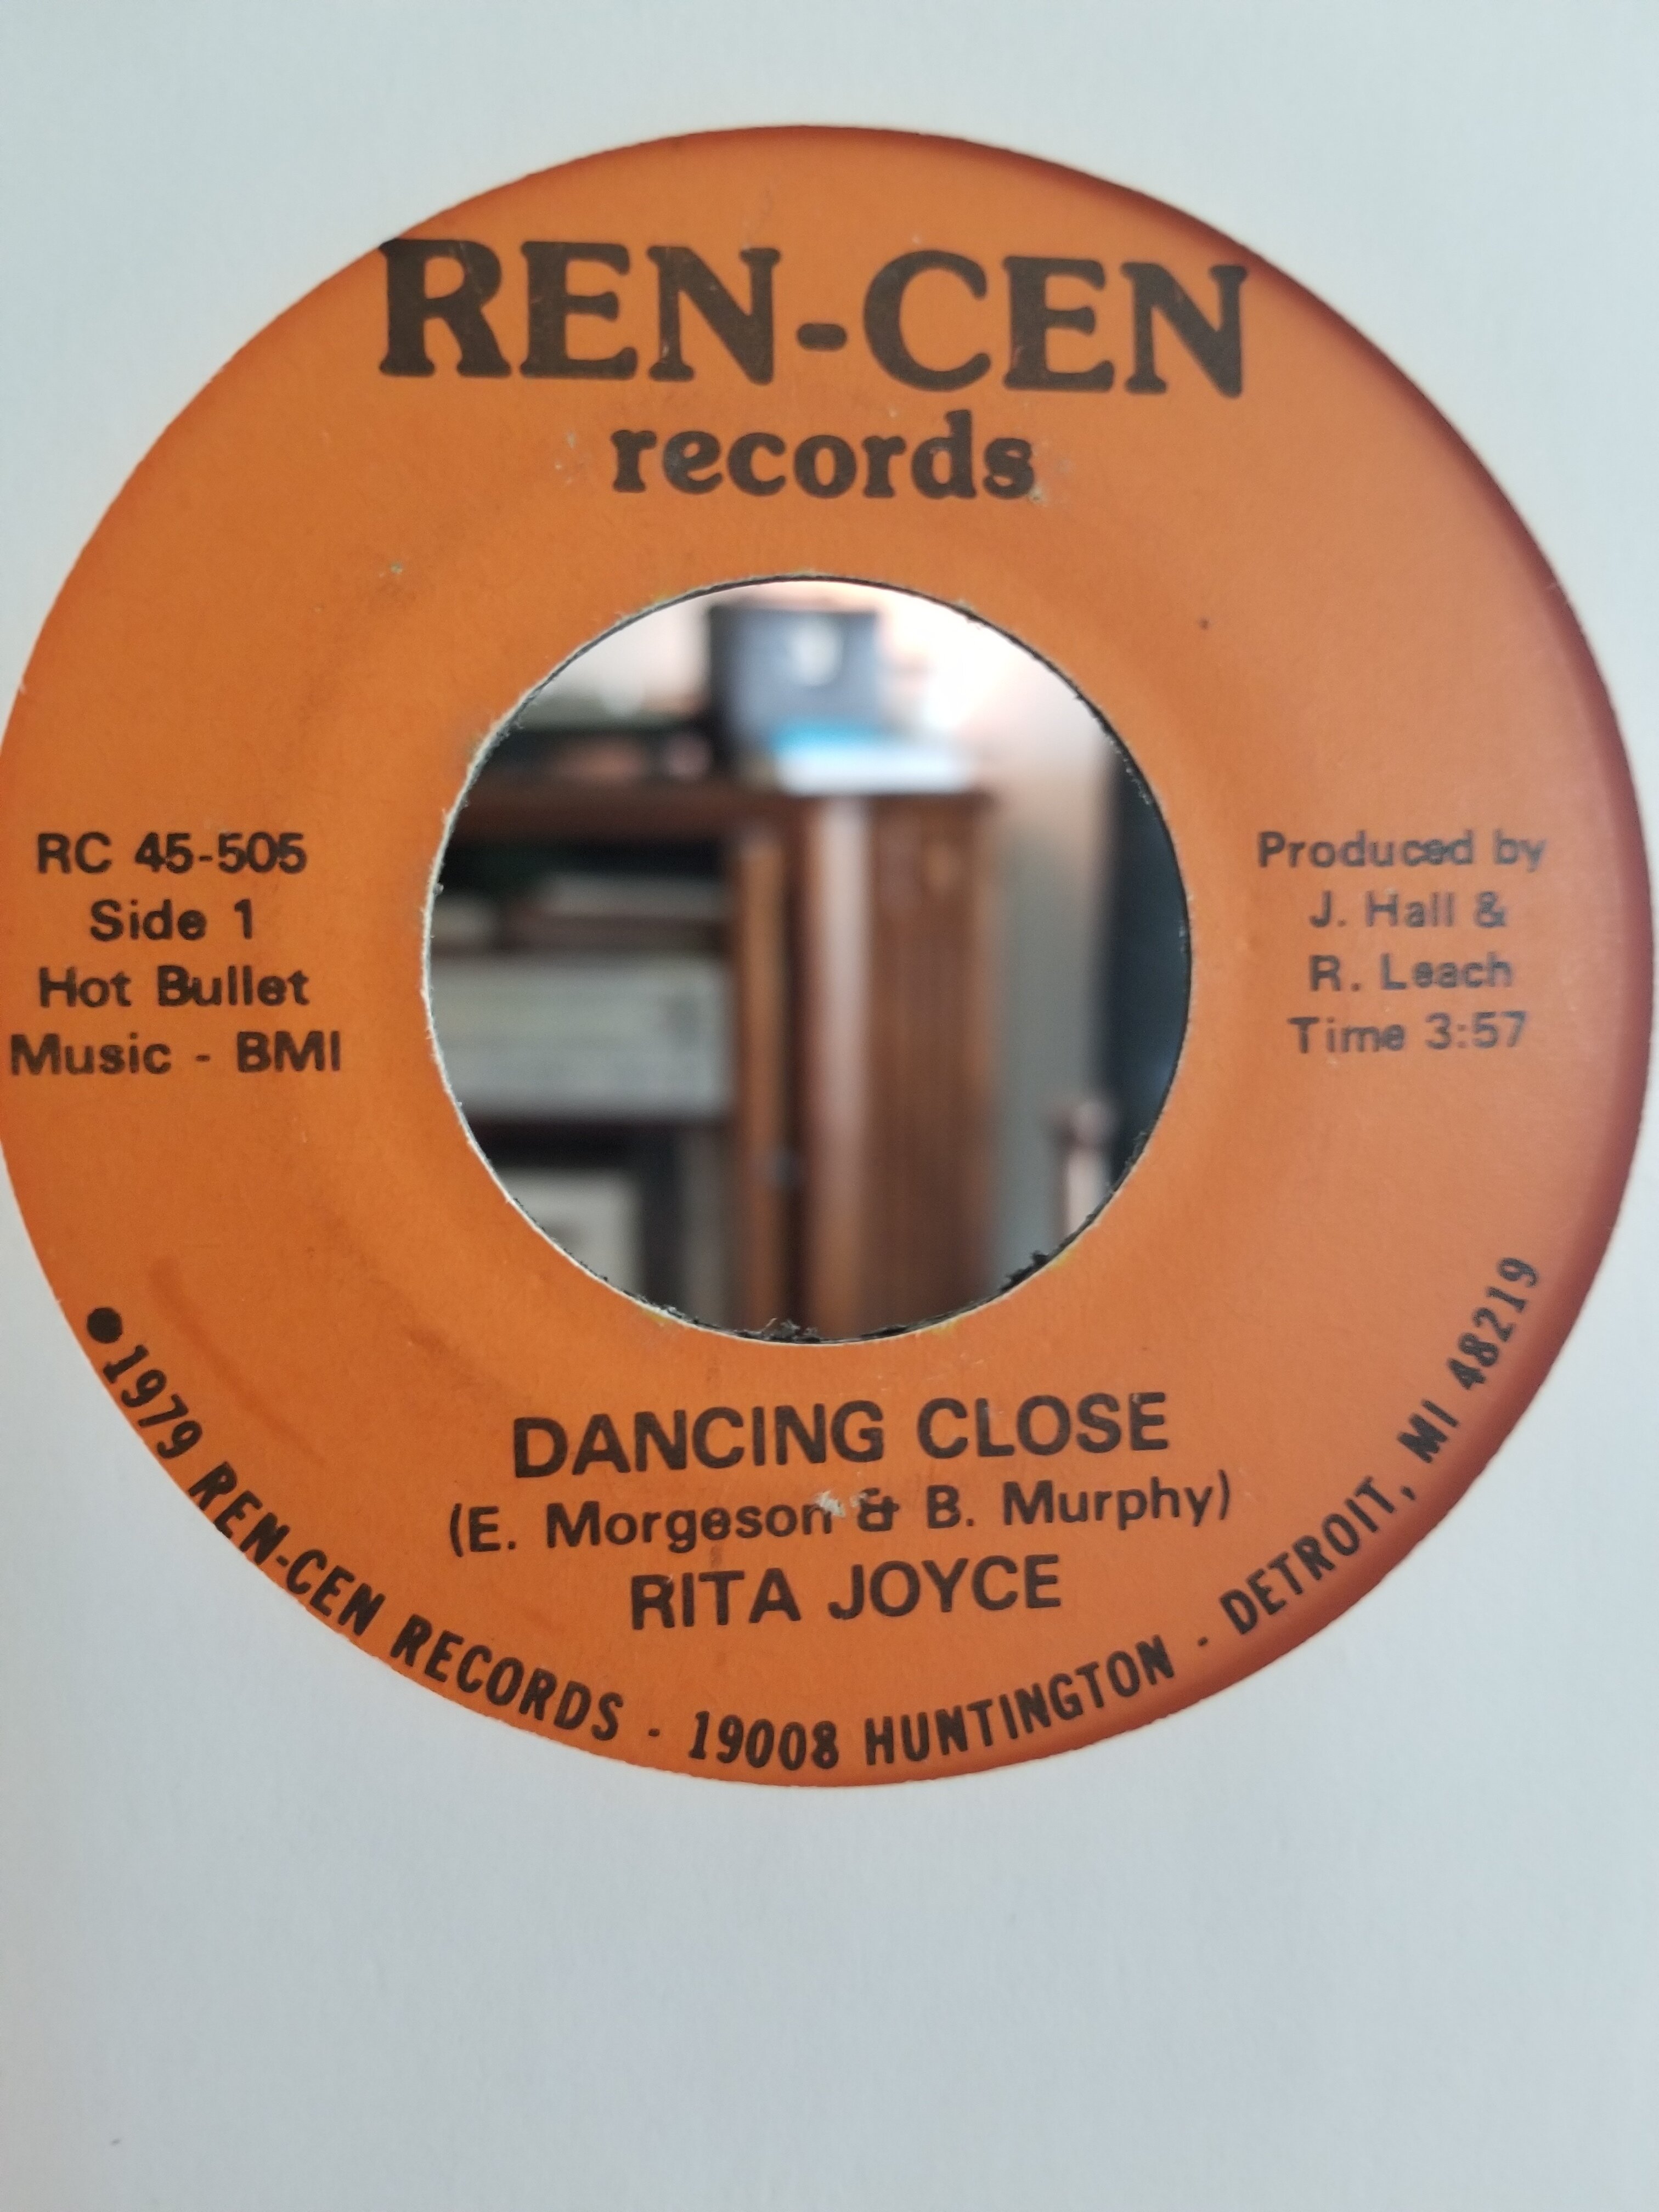 REN-CEN
records
RC 45-505
Side 1
Hot Bullet
Music - BMI
Produced by
J. Hall &
R. Leach
Time 3:57
DANCING CLOSE
(E. Morgeson & B. Murphy)
RITA JOYCE
●1979 REN-CEN RECORDS - 19008 HUNTINGTON - DETROIT, MI 48219